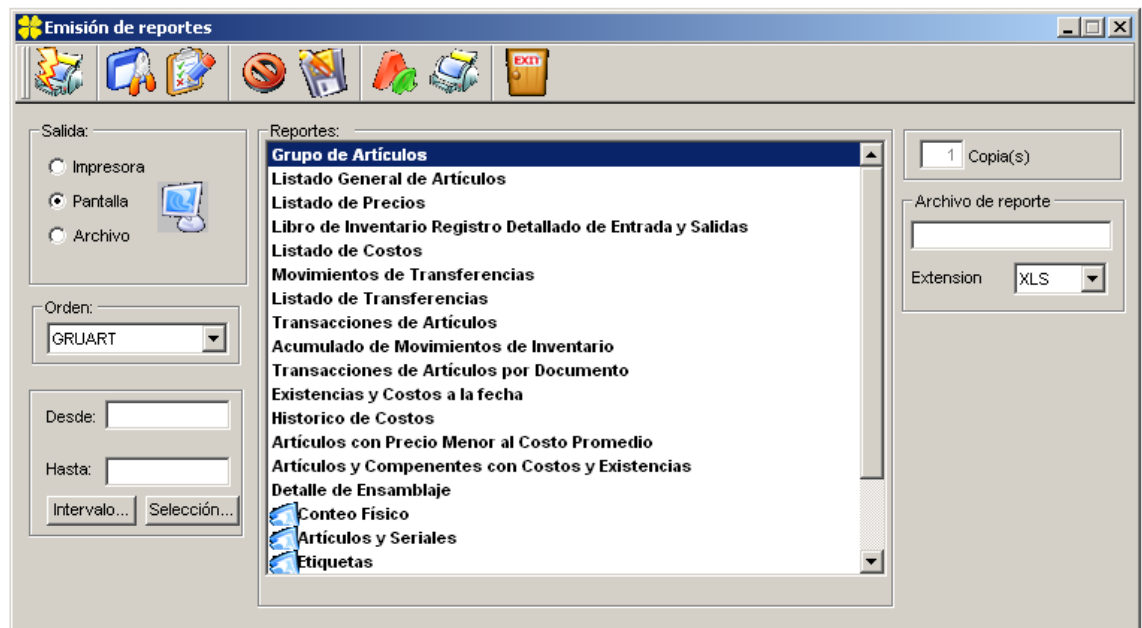 Emisión de reportes
EXIT
Salida:
Impresora
Pantalla
Archivo
Orden:
GRUART
Desde:
Hasta:
Intervalo...
Selección...
Reportes:
Grupo de Artículos
Listado General de Artículos
Listado de Precios
Libro de Inventario Registro Detallado de Entrada y Salidas
Listado de Costos
Movimientos de Transferencias
Listado de Transferencias
Transacciones de Artículos
Acumulado de Movimientos de Inventario
Transacciones de Artículos por Documento
Existencias y Costos a la fecha
Historico de Costos
Artículos con Precio Menor al Costo Promedio
Artículos y Compenentes con Costos y Existencias
Detalle de Ensamblaje
Conteo Físico
Artículos y Seriales
Etiquetas
1 Copia(s)
Archivo de reporte
Extension XLS